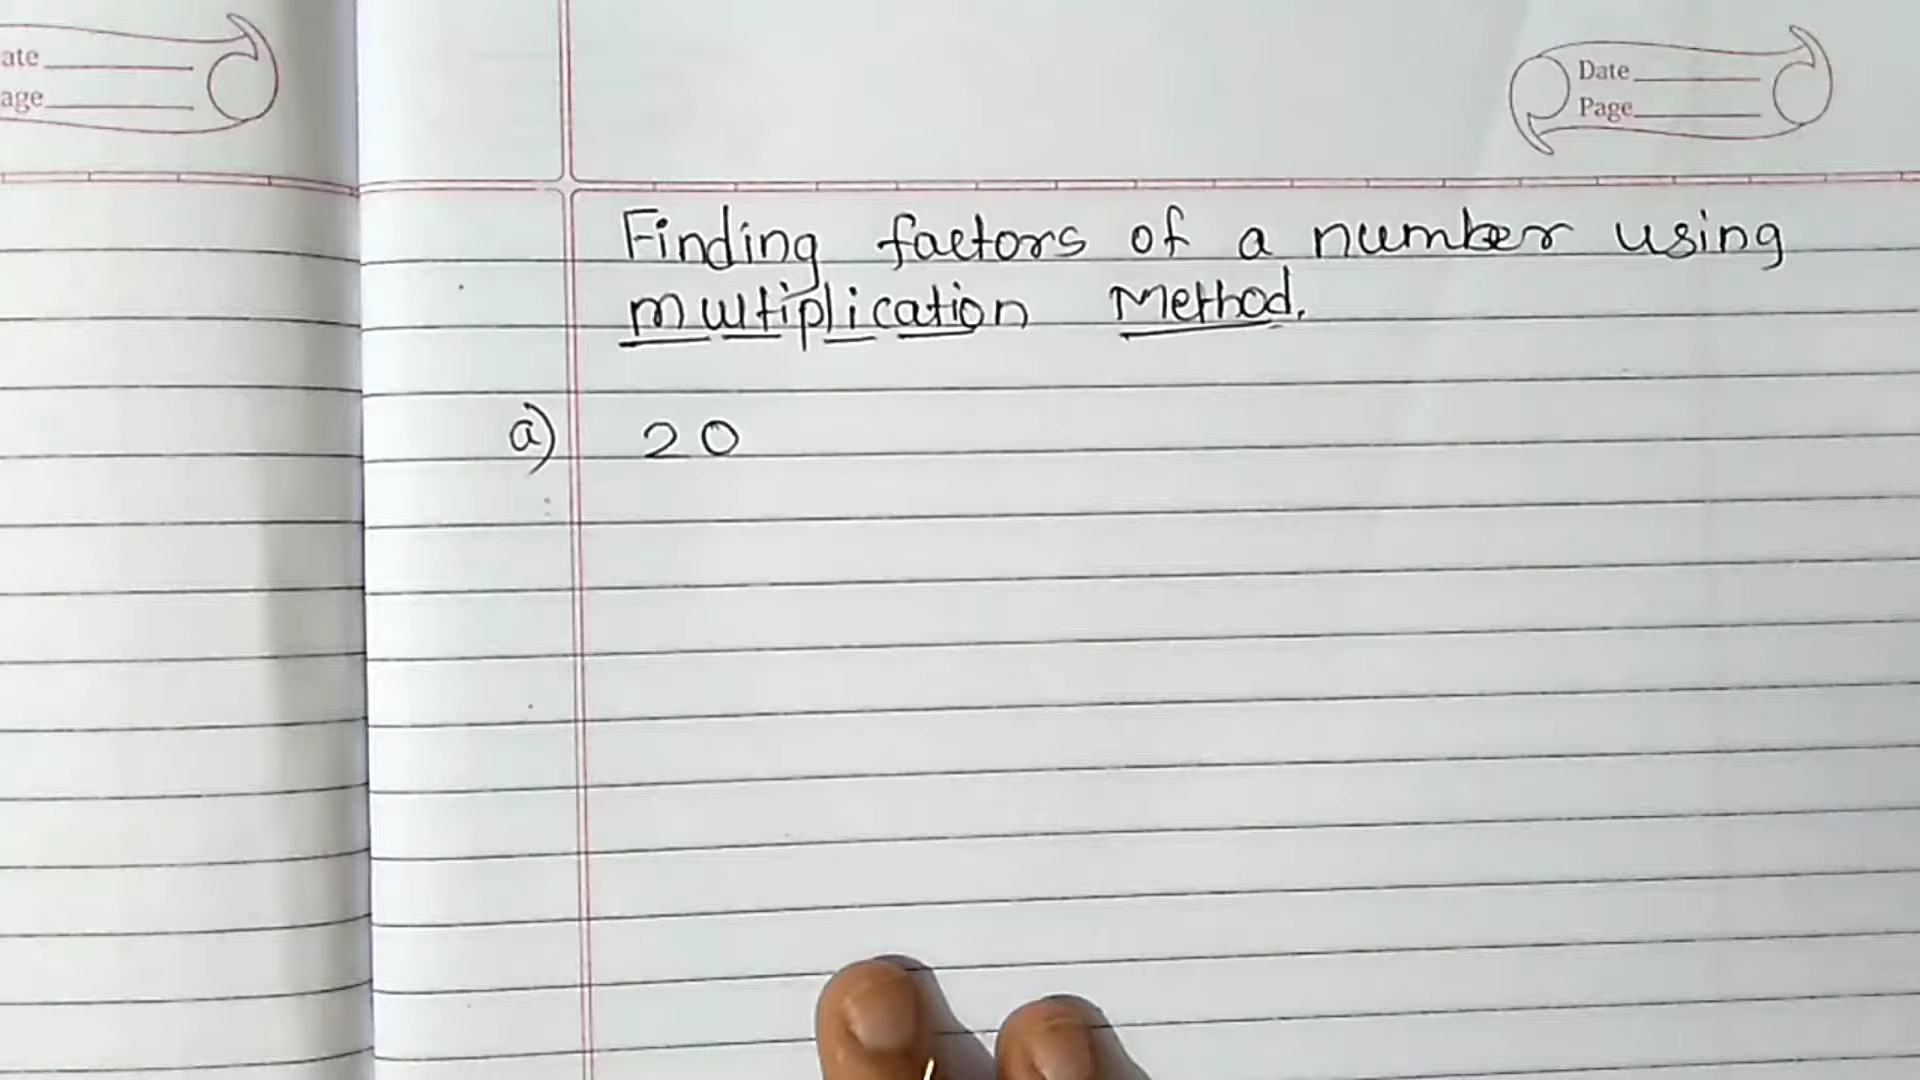 ate
age
Date
Page
Finding factors of a number using
multiplication Method.
a) 20